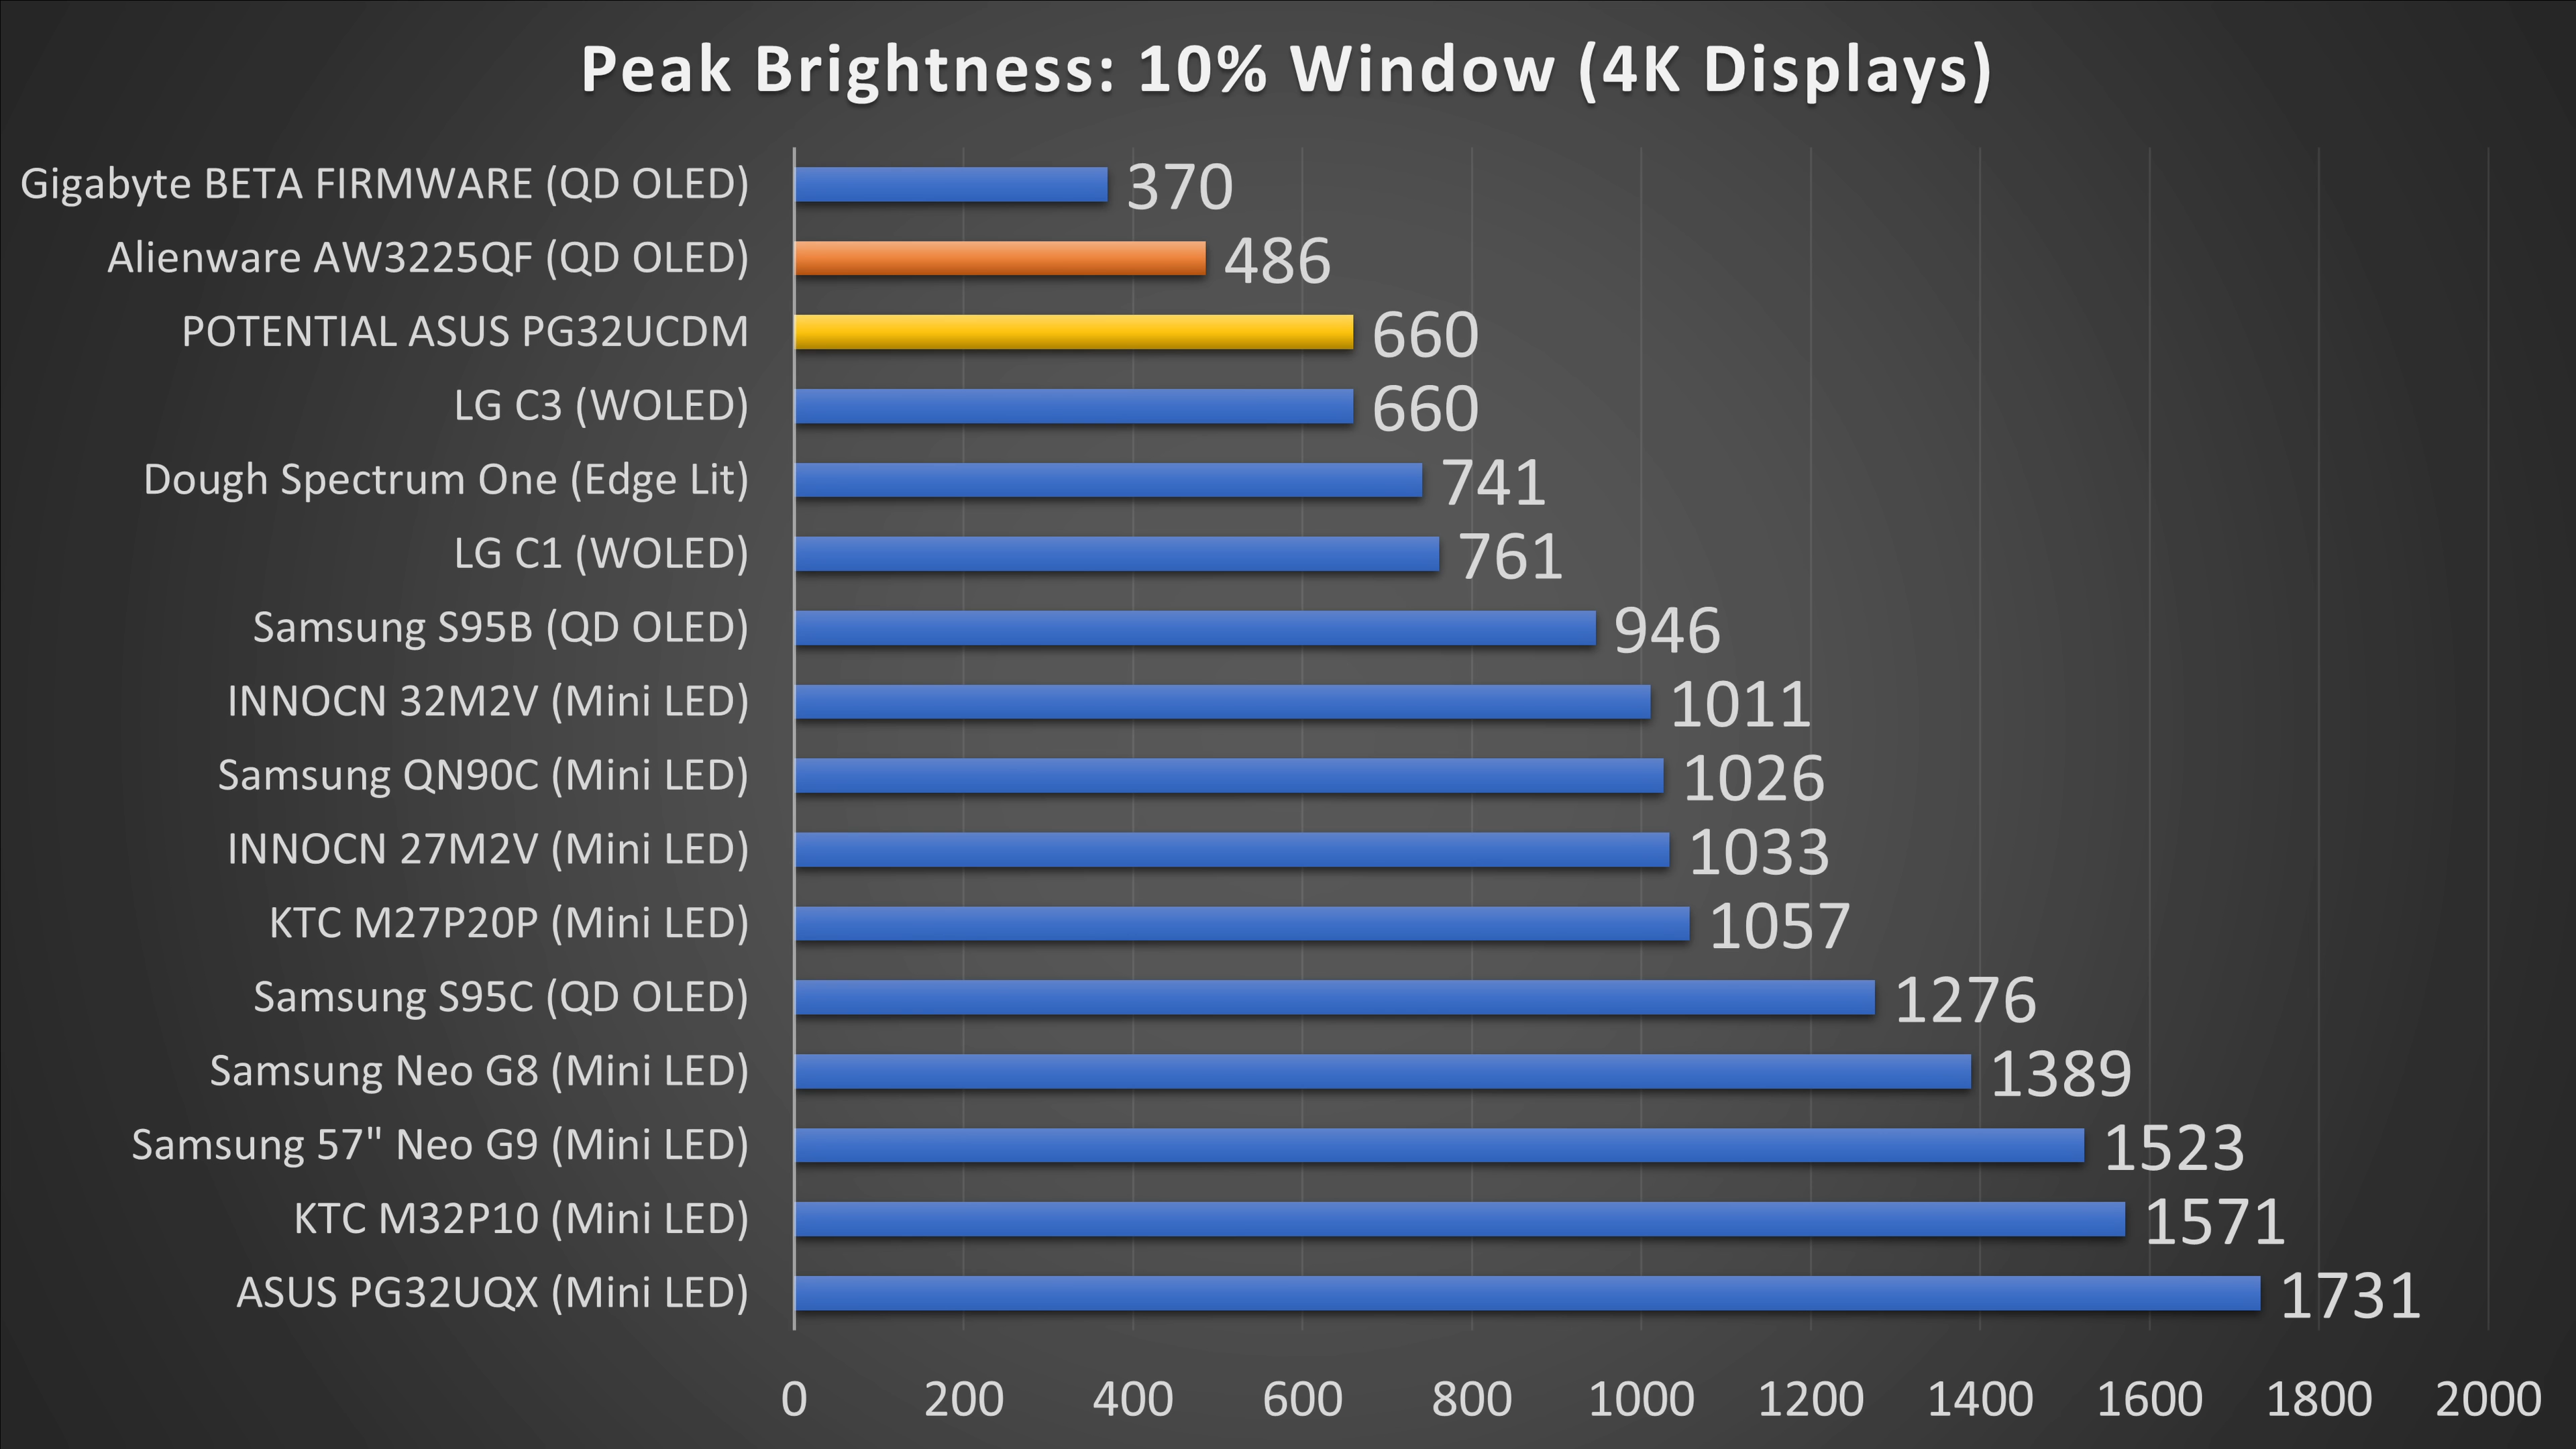 Peak Brightness: 10% Window (4K Displays)
Gigabyte BETA FIRMWARE (QD OLED) 370
Alienware AW3225QF (QD OLED) 486
POTENTIAL ASUS PG32UCDM 660
LG C3 (WOLED) 660
Dough Spectrum One (Edge Lit) 741
LG C1 (WOLED) 761
Samsung S95B (QD OLED) 946
INNOCN 32M2V (Mini LED) 1011
Samsung QN90C (Mini LED) 1026
INNOCN 27M2V (Mini LED) 1033
KTC M27P20P (Mini LED) 1057
Samsung S95C (QD OLED) 1276
Samsung Neo G8 (Mini LED) 1389
Samsung 57" Neo G9 (Mini LED) 1523
KTC M32P10 (Mini LED) 1571
ASUS PG32UQX (Mini LED) 1731
0 200 400 600 800 1000 1200 1400 1600 1800 2000